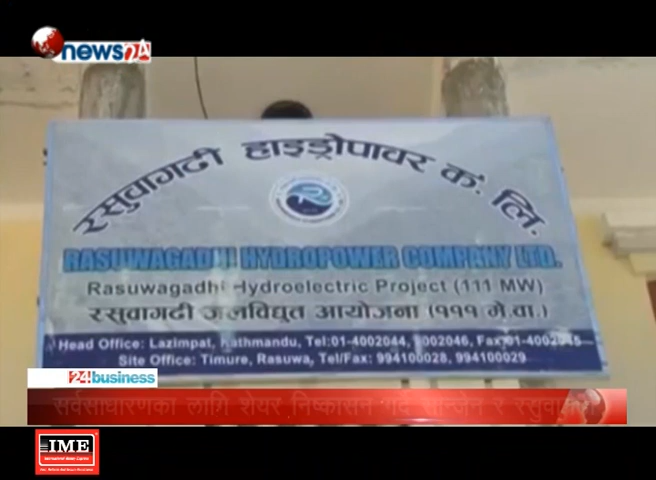 news24
रसुवागढी हाइड्रोपावर कं. लि.
RASUWAGADHI HYDROPOWER COMPANY LTD.
Rasuwagadhi Hydroelectric Project (111 MW)
रसुवागढी जलविद्युत आयोजना (१११ मे.वा.)
Head Office: Lazimpat, Kathmandu, Tel:01-4002044, 4002046, Fax:01-4002045
Site Office: Timure, Rasuwa, Tel/Fax: 994100028, 994100029
24business
सर्वसाधारणका लागि शेयर निष्कासन र
IME